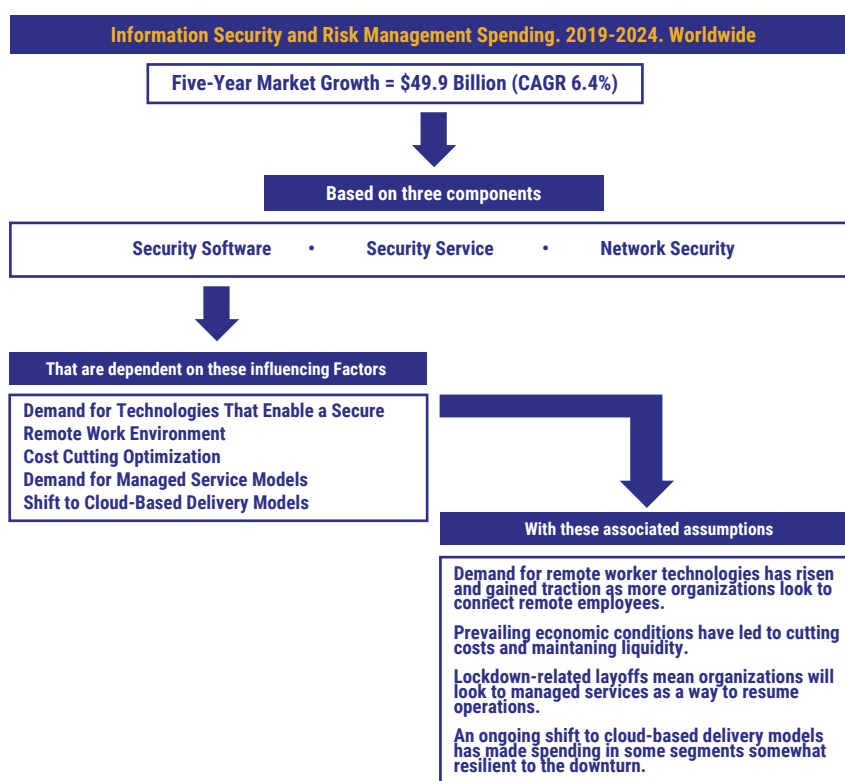 Information Security and Risk Management Spending. 2019-2024. Worldwide
Five-Year Market Growth = $49.9 Billion (CAGR 6.4%)
Based on three components
Security Software • Security Service • Network Security
That are dependent on these influencing Factors
Demand for Technologies That Enable a Secure
Remote Work Environment
Cost Cutting Optimization
Demand for Managed Service Models
Shift to Cloud-Based Delivery Models
With these associated assumptions
Demand for remote worker technologies has risen
and gained traction as more organizations look to
connect remote employees.
Prevailing economic conditions have led to cutting
costs and maintaning liquidity.
Lockdown-related layoffs mean organizations will
look to managed services as a way to resume
operations.
An ongoing shift to cloud-based delivery models
has made spending in some segments somewhat
resilient to the downturn.